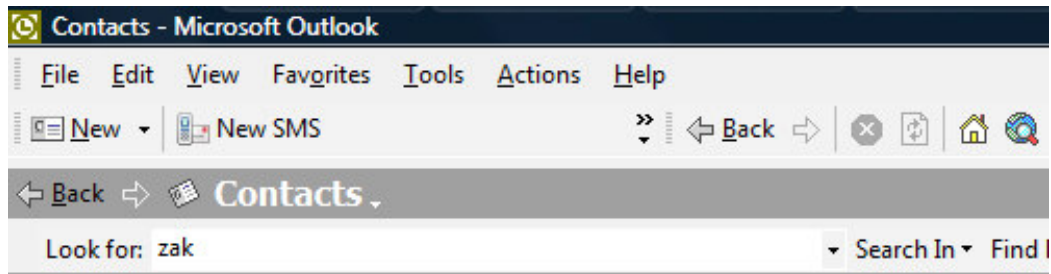 Contacts - Microsoft Outlook
File Edit View Favorites Tools Actions Help
New New SMS Back
Back Contacts
Look for: zak Search In Find